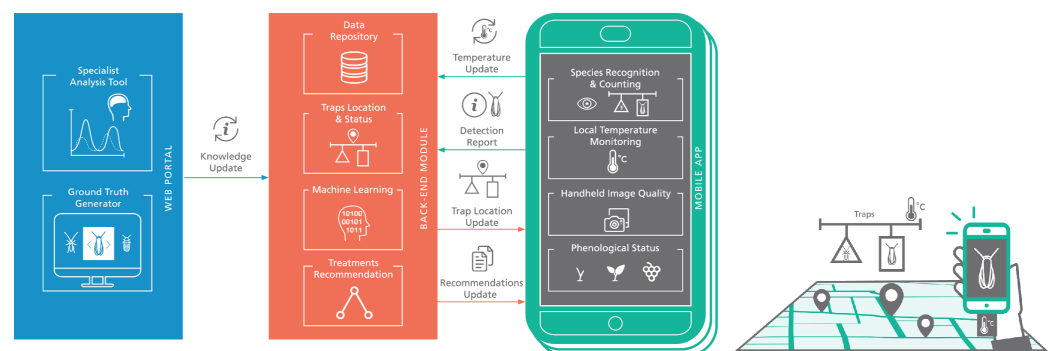 Specialist
Analysis Tool
Ground Truth
Generator
WEB PORTAL
i
Knowledge
Update
Data
Repository
Traps Location
& Status
Machine Learning
10100
00101
1011
Treatments
Recommendation
BACK-END MODULE
°C
Temperature
Update
i
Detection
Report
Trap Location
Update
Recommendations
Update
Species Recognition
& Counting
Local Temperature
Monitoring
°C
Handheld Image Quality
Phenological Status
MOBILE APP
Traps
°C
°C